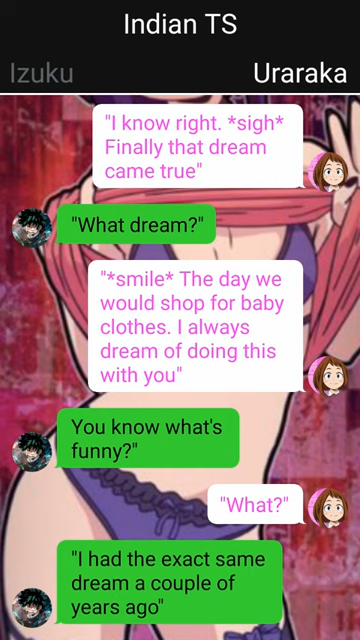 Indian TS
Izuku
Uraraka
"I know right. *sigh*
Finally that dream
came true"
"What dream?"
"*smile* The day we
would shop for baby
clothes. I always
dream of doing this
with you"
You know what's
funny?"
"What?"
"I had the exact same
dream a couple of
years ago"